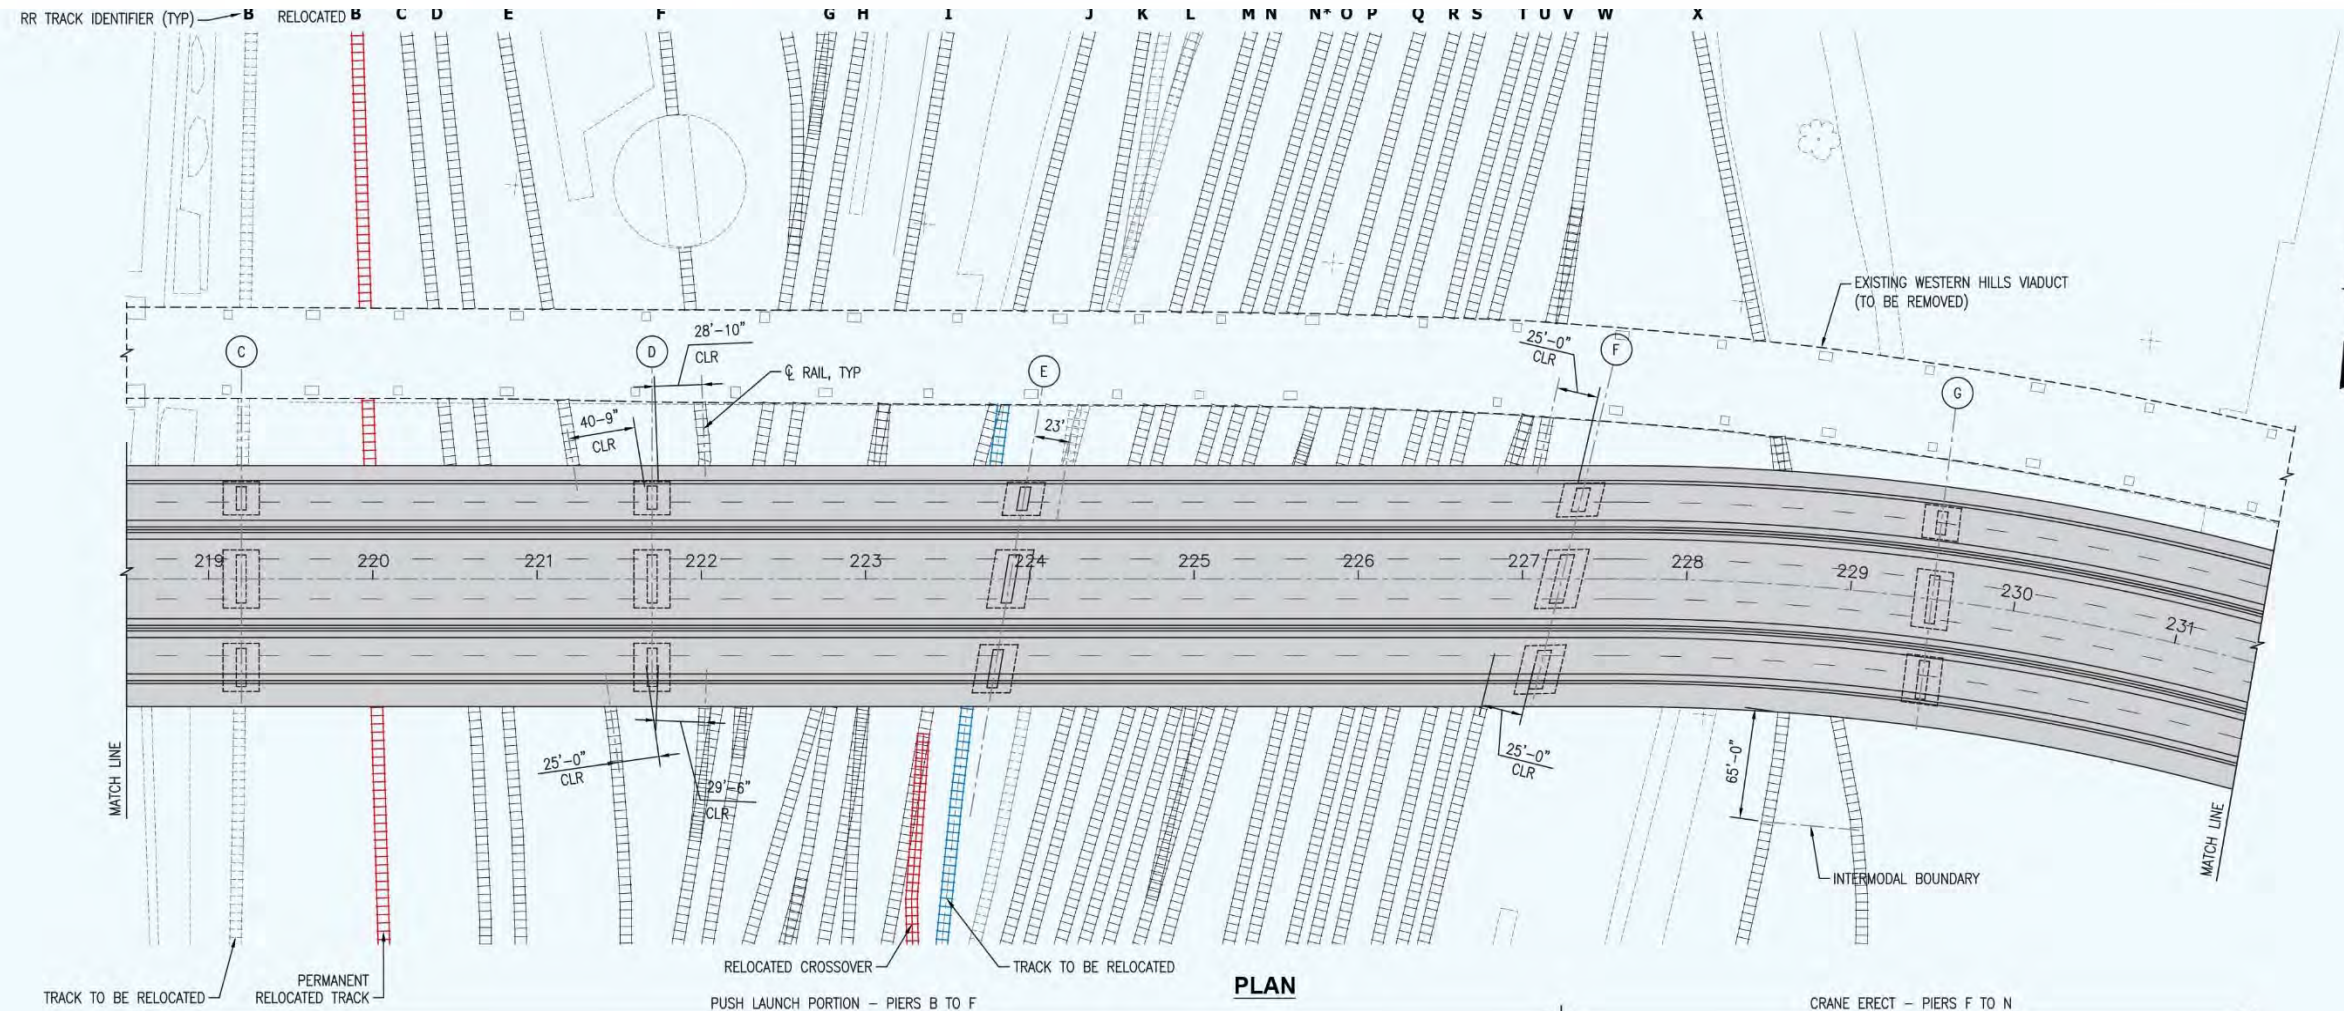 RR TRACK IDENTIFIER (TYP) B RELOCATED B C D E F G H I J K L M N N* O P Q R S T U V W X
EXISTING WESTERN HILLS VIADUCT
(TO BE REMOVED)
28'-10"
CLR
25'-0"
CLR
C D E F G
℄ RAIL, TYP
40-9"
CLR
23'
219 220 221 222 223 224 225 226 227 228 229 230 231
25'-0"
CLR
29'-6"
CLR
25'-0"
CLR
65'-0"
MATCH LINE
MATCH LINE
INTERMODAL BOUNDARY
RELOCATED CROSSOVER
TRACK TO BE RELOCATED
PERMANENT
RELOCATED TRACK
TRACK TO BE RELOCATED
PLAN
PUSH LAUNCH PORTION – PIERS B TO F
CRANE ERECT – PIERS F TO N